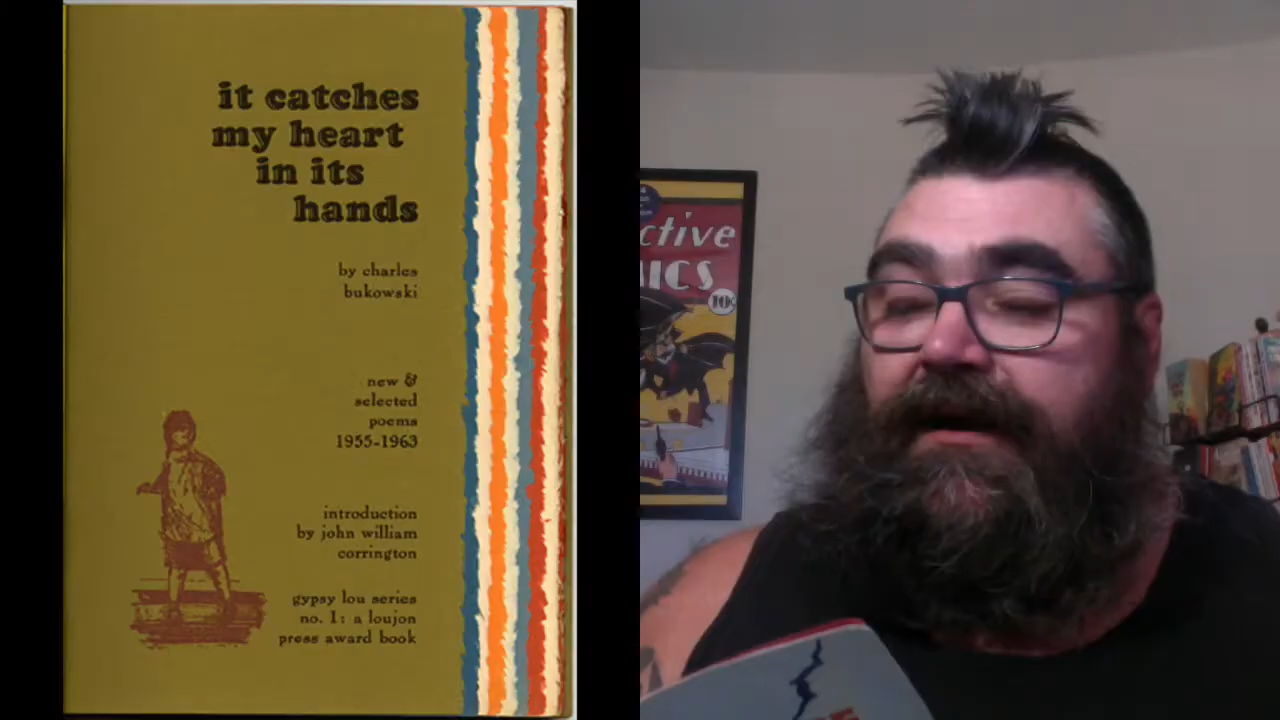 it catches
my heart
in its
hands
by charles
bukowski
new &
selected
poems
1955-1963
introduction
by john william
corrington
gypsy lou series
no. 1: a loujon
press award book
ctive
ICS
10¢